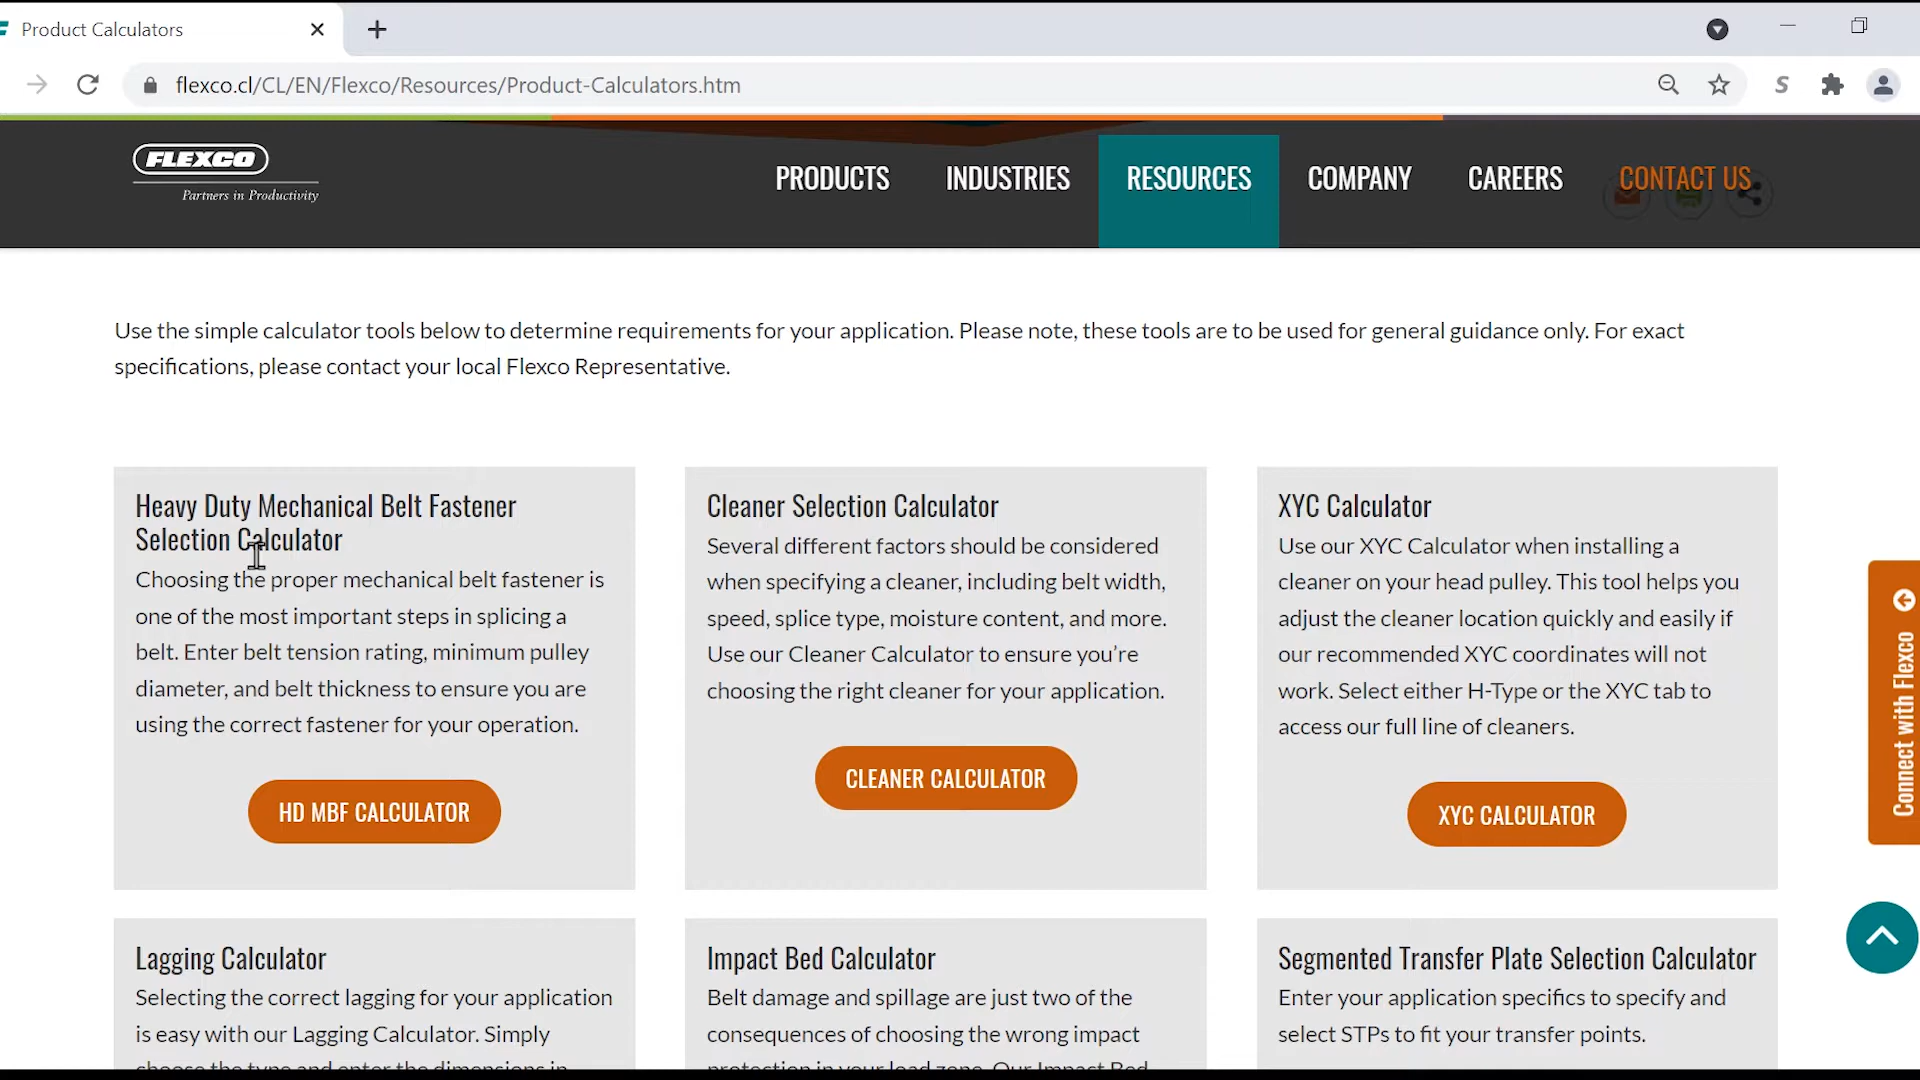 Product Calculators
flexco.cl/CL/EN/Flexco/Resources/Product-Calculators.htm
S
FLEXCO
Partners in Productivity
PRODUCTS
INDUSTRIES
RESOURCES
COMPANY
CAREERS
CONTACT US
Use the simple calculator tools below to determine requirements for your application. Please note, these tools are to be used for general guidance only. For exact
specifications, please contact your local Flexco Representative.
Heavy Duty Mechanical Belt Fastener
Selection Calculator
Choosing the proper mechanical belt fastener is
one of the most important steps in splicing a
belt. Enter belt tension rating, minimum pulley
diameter, and belt thickness to ensure you are
using the correct fastener for your operation.
HD MBF CALCULATOR
Cleaner Selection Calculator
Several different factors should be considered
when specifying a cleaner, including belt width,
speed, splice type, moisture content, and more.
Use our Cleaner Calculator to ensure you’re
choosing the right cleaner for your application.
CLEANER CALCULATOR
XYC Calculator
Use our XYC Calculator when installing a
cleaner on your head pulley. This tool helps you
adjust the cleaner location quickly and easily if
our recommended XYC coordinates will not
work. Select either H-Type or the XYC tab to
access our full line of cleaners.
XYC CALCULATOR
Connect with Flexco
Lagging Calculator
Selecting the correct lagging for your application
is easy with our Lagging Calculator. Simply
choose the type and enter the dimensions in
Impact Bed Calculator
Belt damage and spillage are just two of the
consequences of choosing the wrong impact
protection in your load zone. Our Impact Bed
Segmented Transfer Plate Selection Calculator
Enter your application specifics to specify and
select STPs to fit your transfer points.